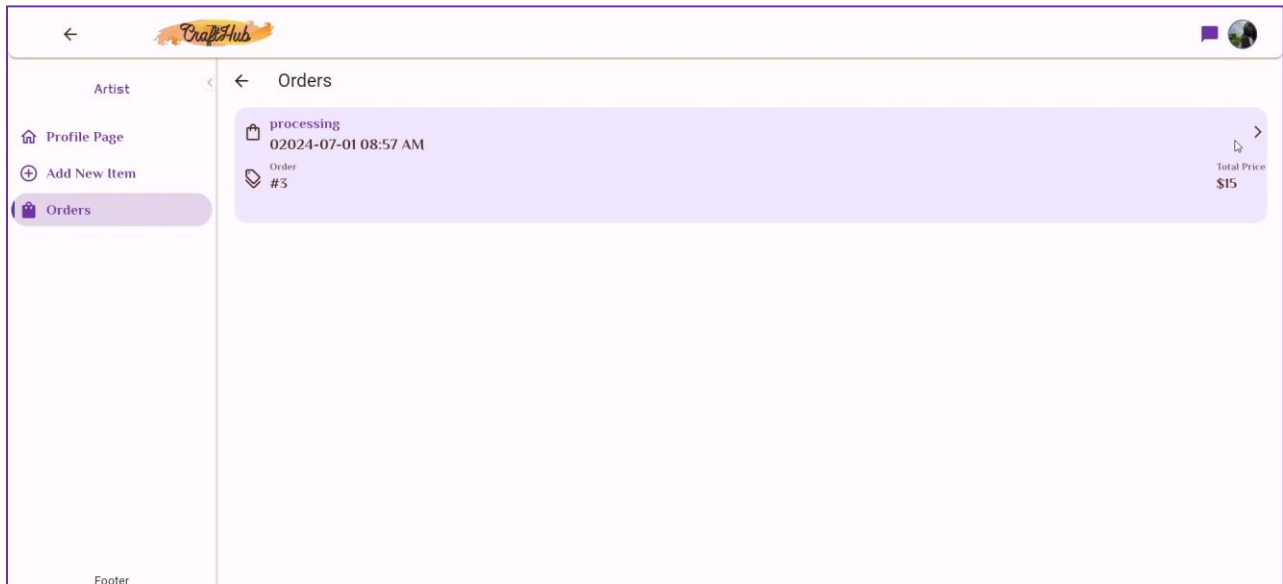 CraftHub
Artist
Orders
Profile Page
Add New Item
Orders
processing
02024-07-01 08:57 AM
Order
#3
Total Price
$15
Footer